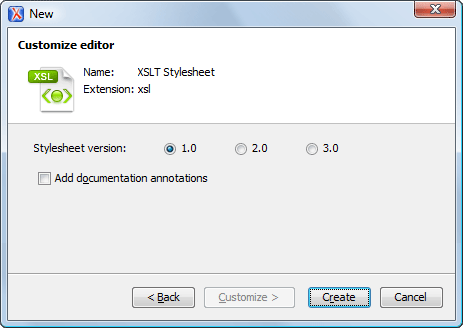 New
Customize editor
XSL
Name: XSLT Stylesheet
Extension: xsl
Stylesheet version: 1.0 2.0 3.0
Add documentation annotations
< Back Customize > Create Cancel